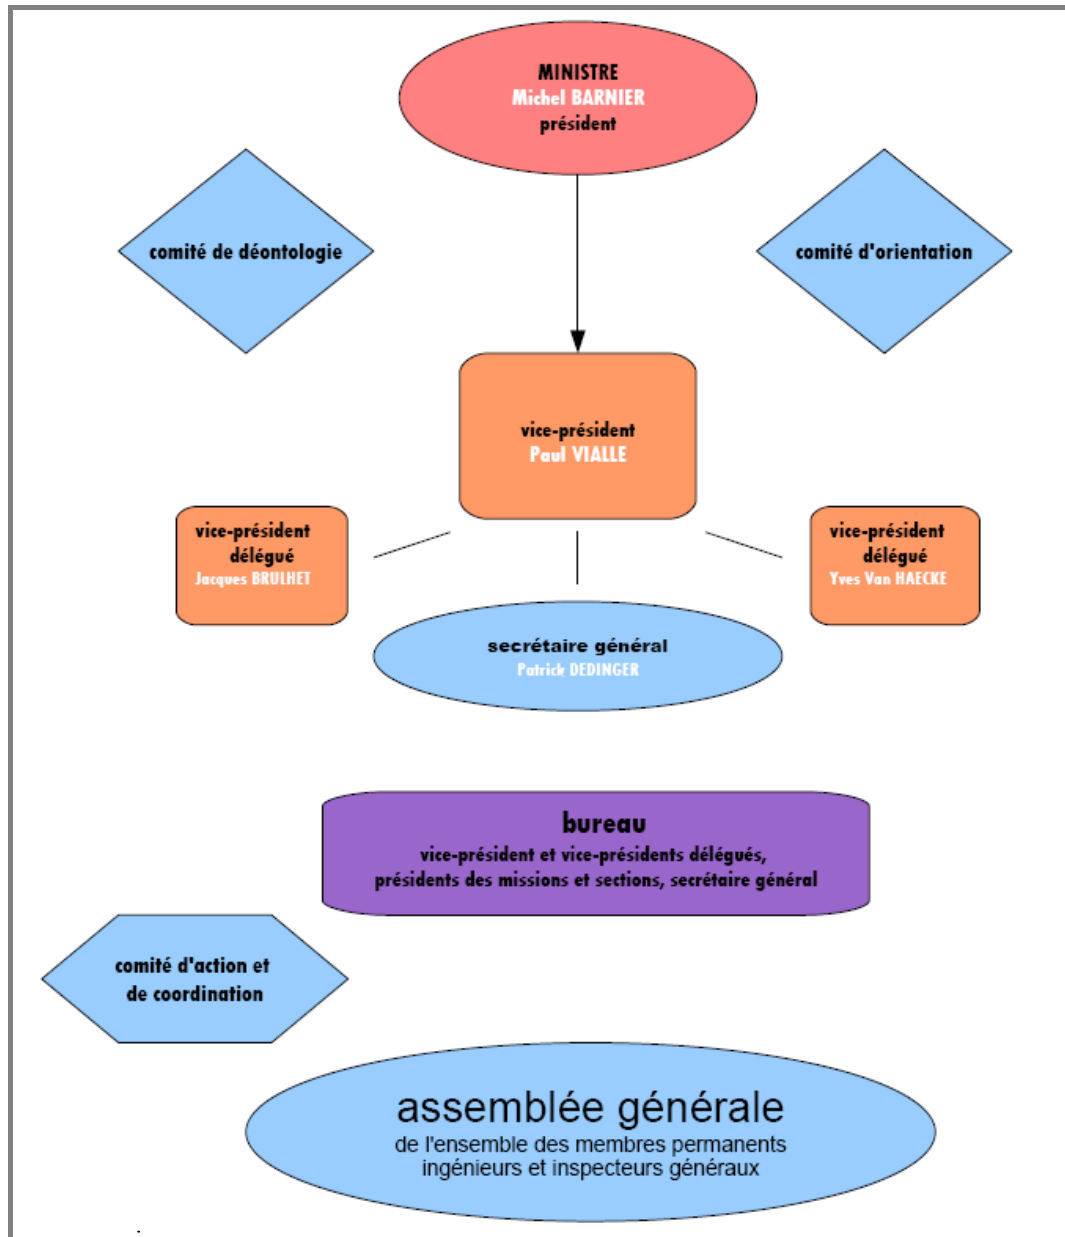 MINISTRE
Michel BARNIER
président
comité de déontologie
comité d'orientation
vice-président
Paul VIALLE
vice-président
délégué
Jacques BRULHET
vice-président
délégué
Yves Van HAECKE
secrétaire général
Patrick DEDINGER
bureau
vice-président et vice-présidents délégués,
présidents des missions et sections, secrétaire général
comité d'action et
de coordination
assemblée générale
de l'ensemble des membres permanents
ingénieurs et inspecteurs généraux